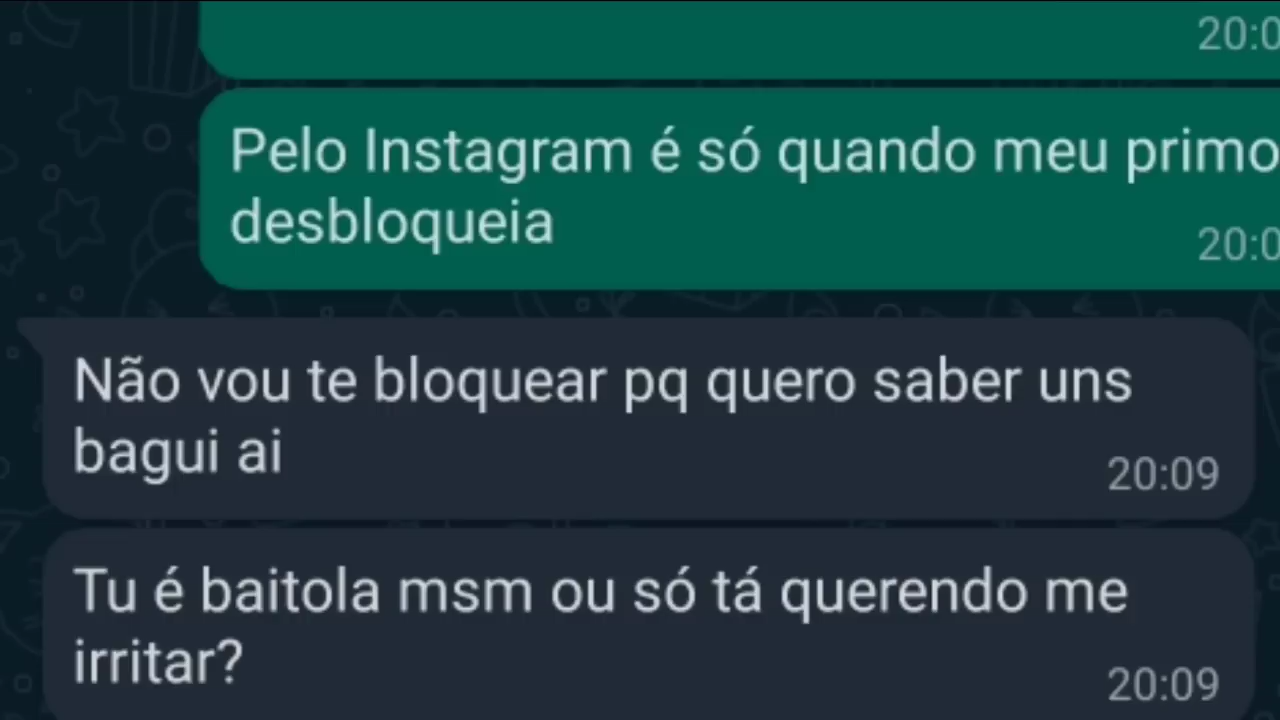 20:0
Pelo Instagram é só quando meu primo
desbloqueia
20:0
Não vou te bloquear pq quero saber uns
bagui ai
20:09
Tu é baitola msm ou só tá querendo me
irritar?
20:09